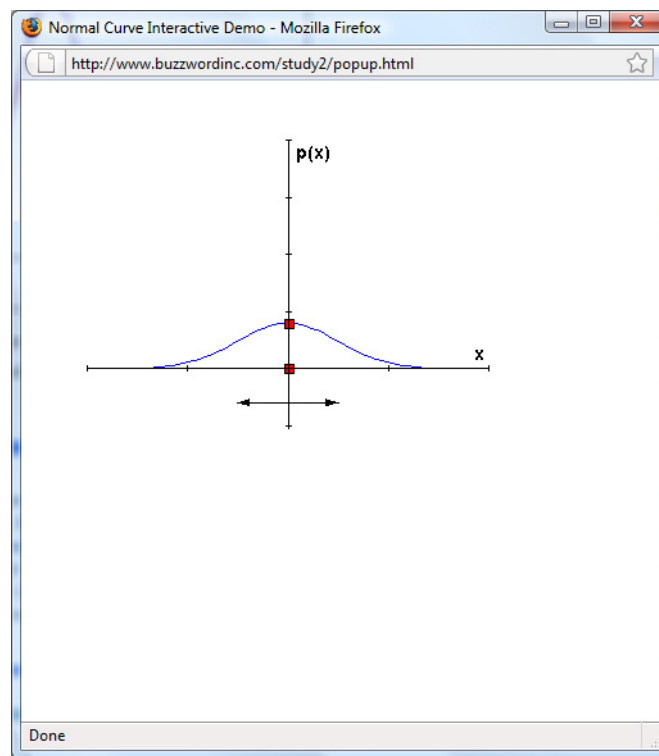 Normal Curve Interactive Demo - Mozilla Firefox
http://www.buzzwordinc.com/study2/popup.html
p(x)
x
Done